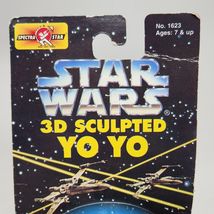 SPECTRA STAR
No. 1623
Ages: 7 & up
STAR
WARS
3D SCULPTED
YO YO